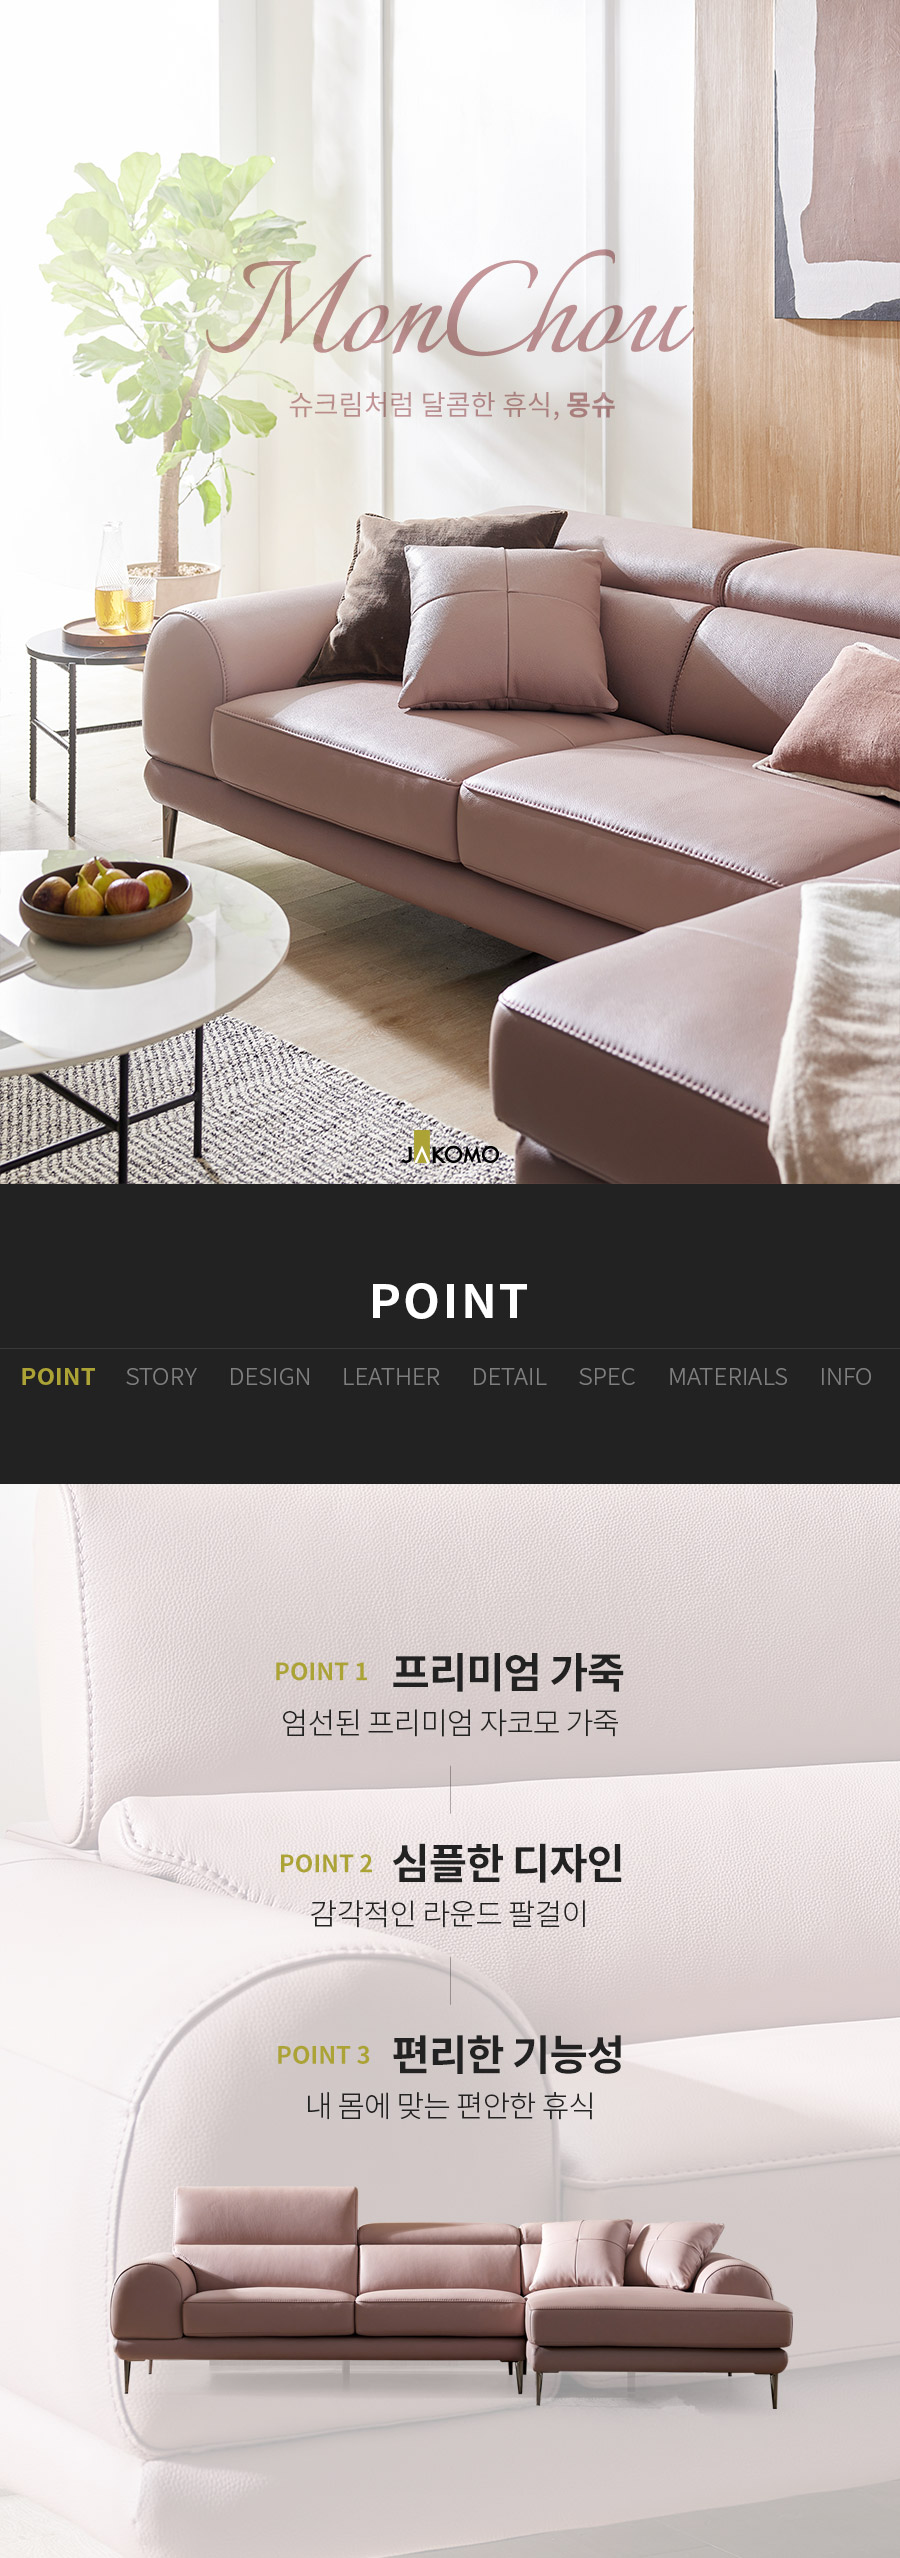 MonChou
슈크림처럼 달콤한 휴식, 몽슈
JAKOMO
POINT
POINT STORY DESIGN LEATHER DETAIL SPEC MATERIALS INFO
POINT 1 프리미엄 가죽
엄선된 프리미엄 자코모 가죽
POINT 2 심플한 디자인
감각적인 라운드 팔걸이
POINT 3 편리한 기능성
내 몸에 맞는 편안한 휴식